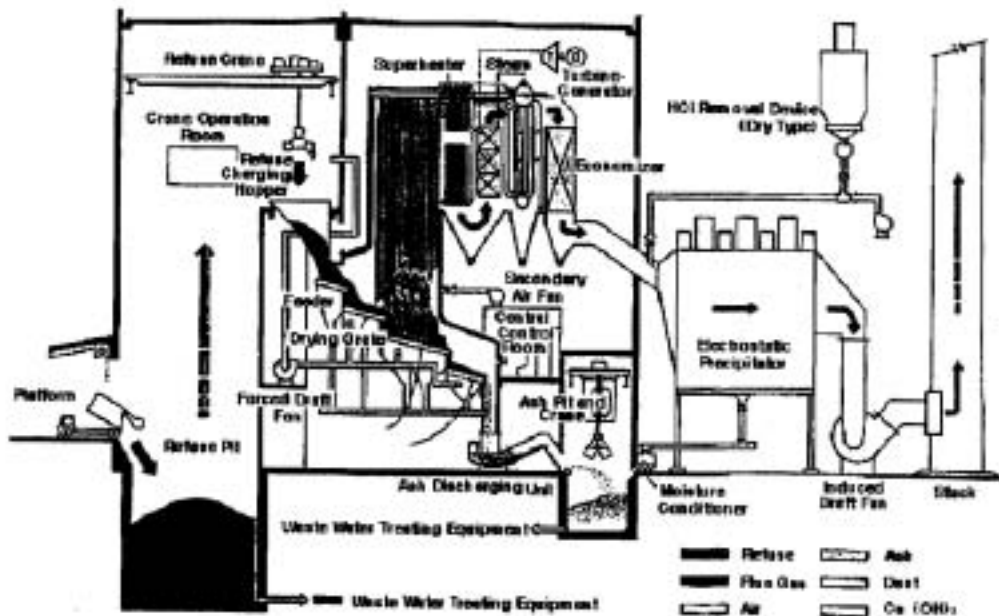 Refuse Crane
Crane Operation
Room
Refuse
Charging
Hopper
Superheater
Steam
Turbine-
Generator
HCl Removal Device
(Dry Type)
Economizer
Secondary
Air Fan
Feeder
Drying Grate
Central
Control
Room
Electrostatic
Precipitator
Platform
Forced Draft
Fan
Ash Pit and
Crane
Refuse Pit
Ash Discharging Unit
Moisture
Conditioner
Induced
Draft Fan
Stack
Waste Water Treating Equipment
Waste Water Treating Equipment
Refuse
Flue Gas
Air
Ash
Dust
Ca (OH)₂